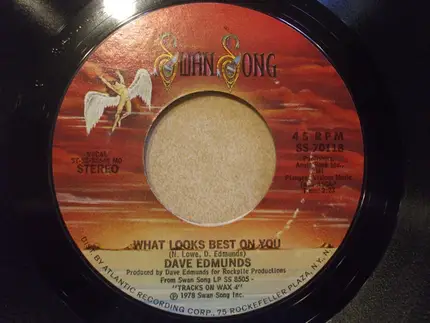 SWAN SONG
VOCAL
STEREO
45 RPM
SS 70118
WHAT LOOKS BEST ON YOU
(N. Lowe, D. Edmunds)
DAVE EDMUNDS
Produced by Dave Edmunds for Rockpile Productions
From Swan Song LP SS 8505 -
"TRACKS ON WAX 4"
℗ 1978 Swan Song Inc.
DIST. BY ATLANTIC RECORDING CORP., 75 ROCKEFELLER PLAZA, N.Y., N.Y.